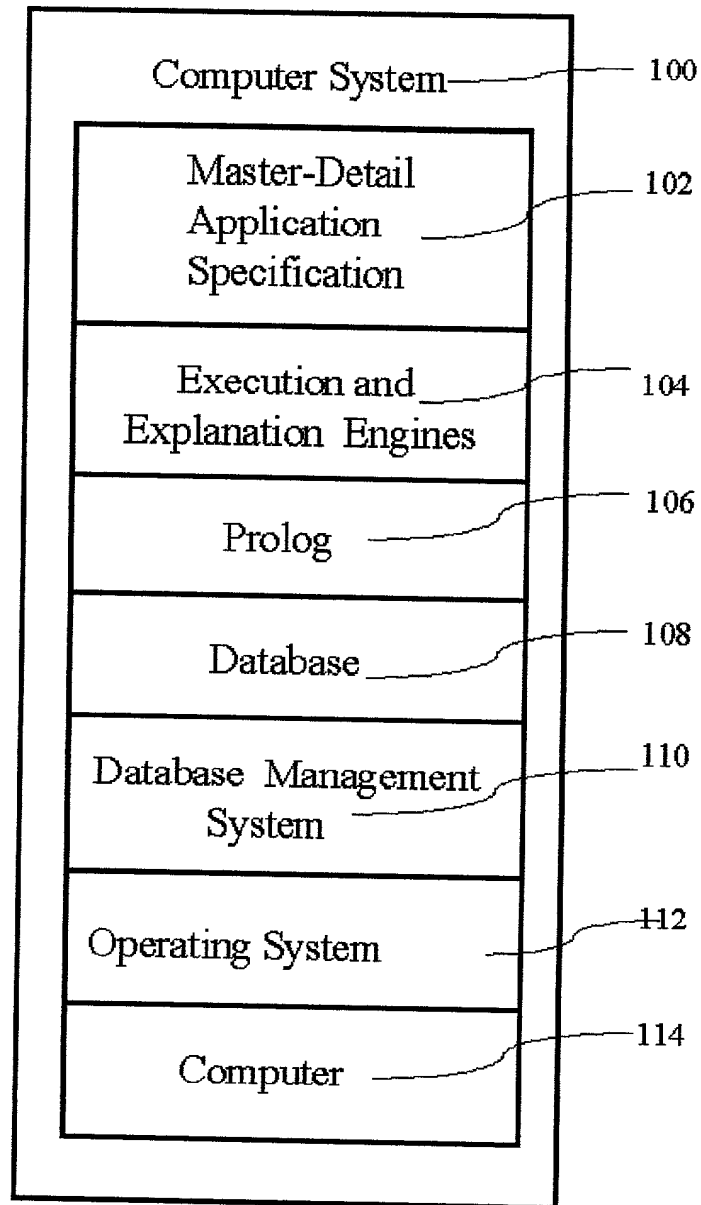 Computer System 100
Master-Detail 102
Application
Specification
Execution and 104
Explanation Engines
Prolog 106
Database 108
Database Management 110
System
Operating System 112
Computer 114